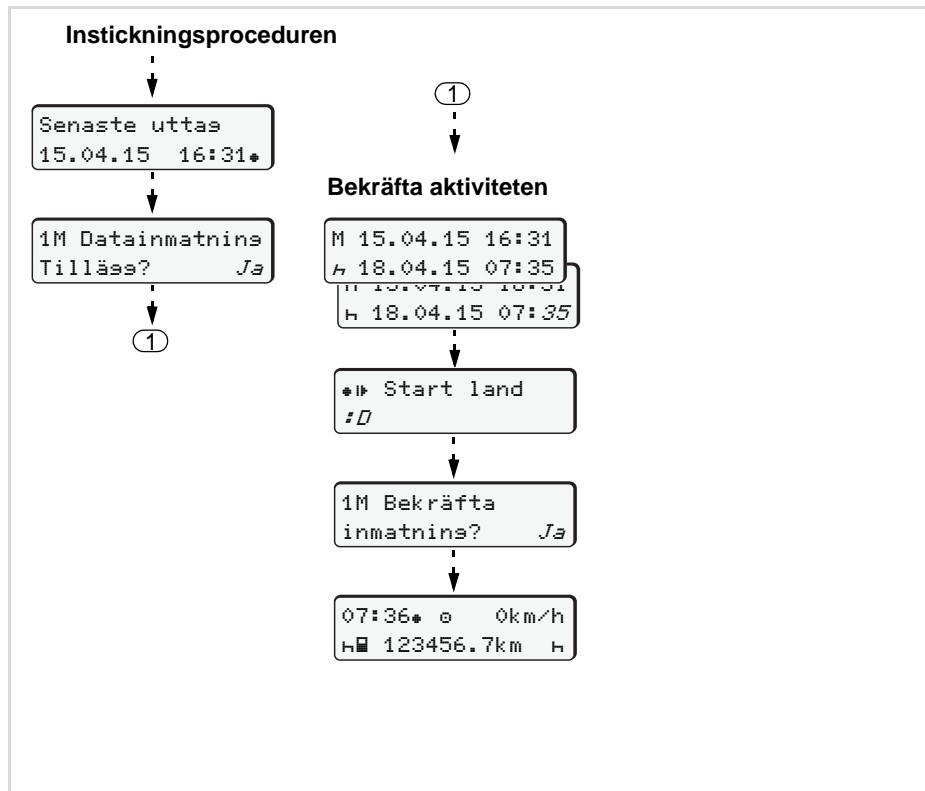 Instickningsproceduren
Senaste uttag
15.04.15 16:31
1M Datainmatning
Tillägg? Ja
1
1
Bekräfta aktiviteten
M 15.04.15 16:31
h 18.04.15 07:35
h 18.04.15 07:35
Start land
:D
1M Bekräfta
inmatning? Ja
07:36 0km/h
h 123456.7km h